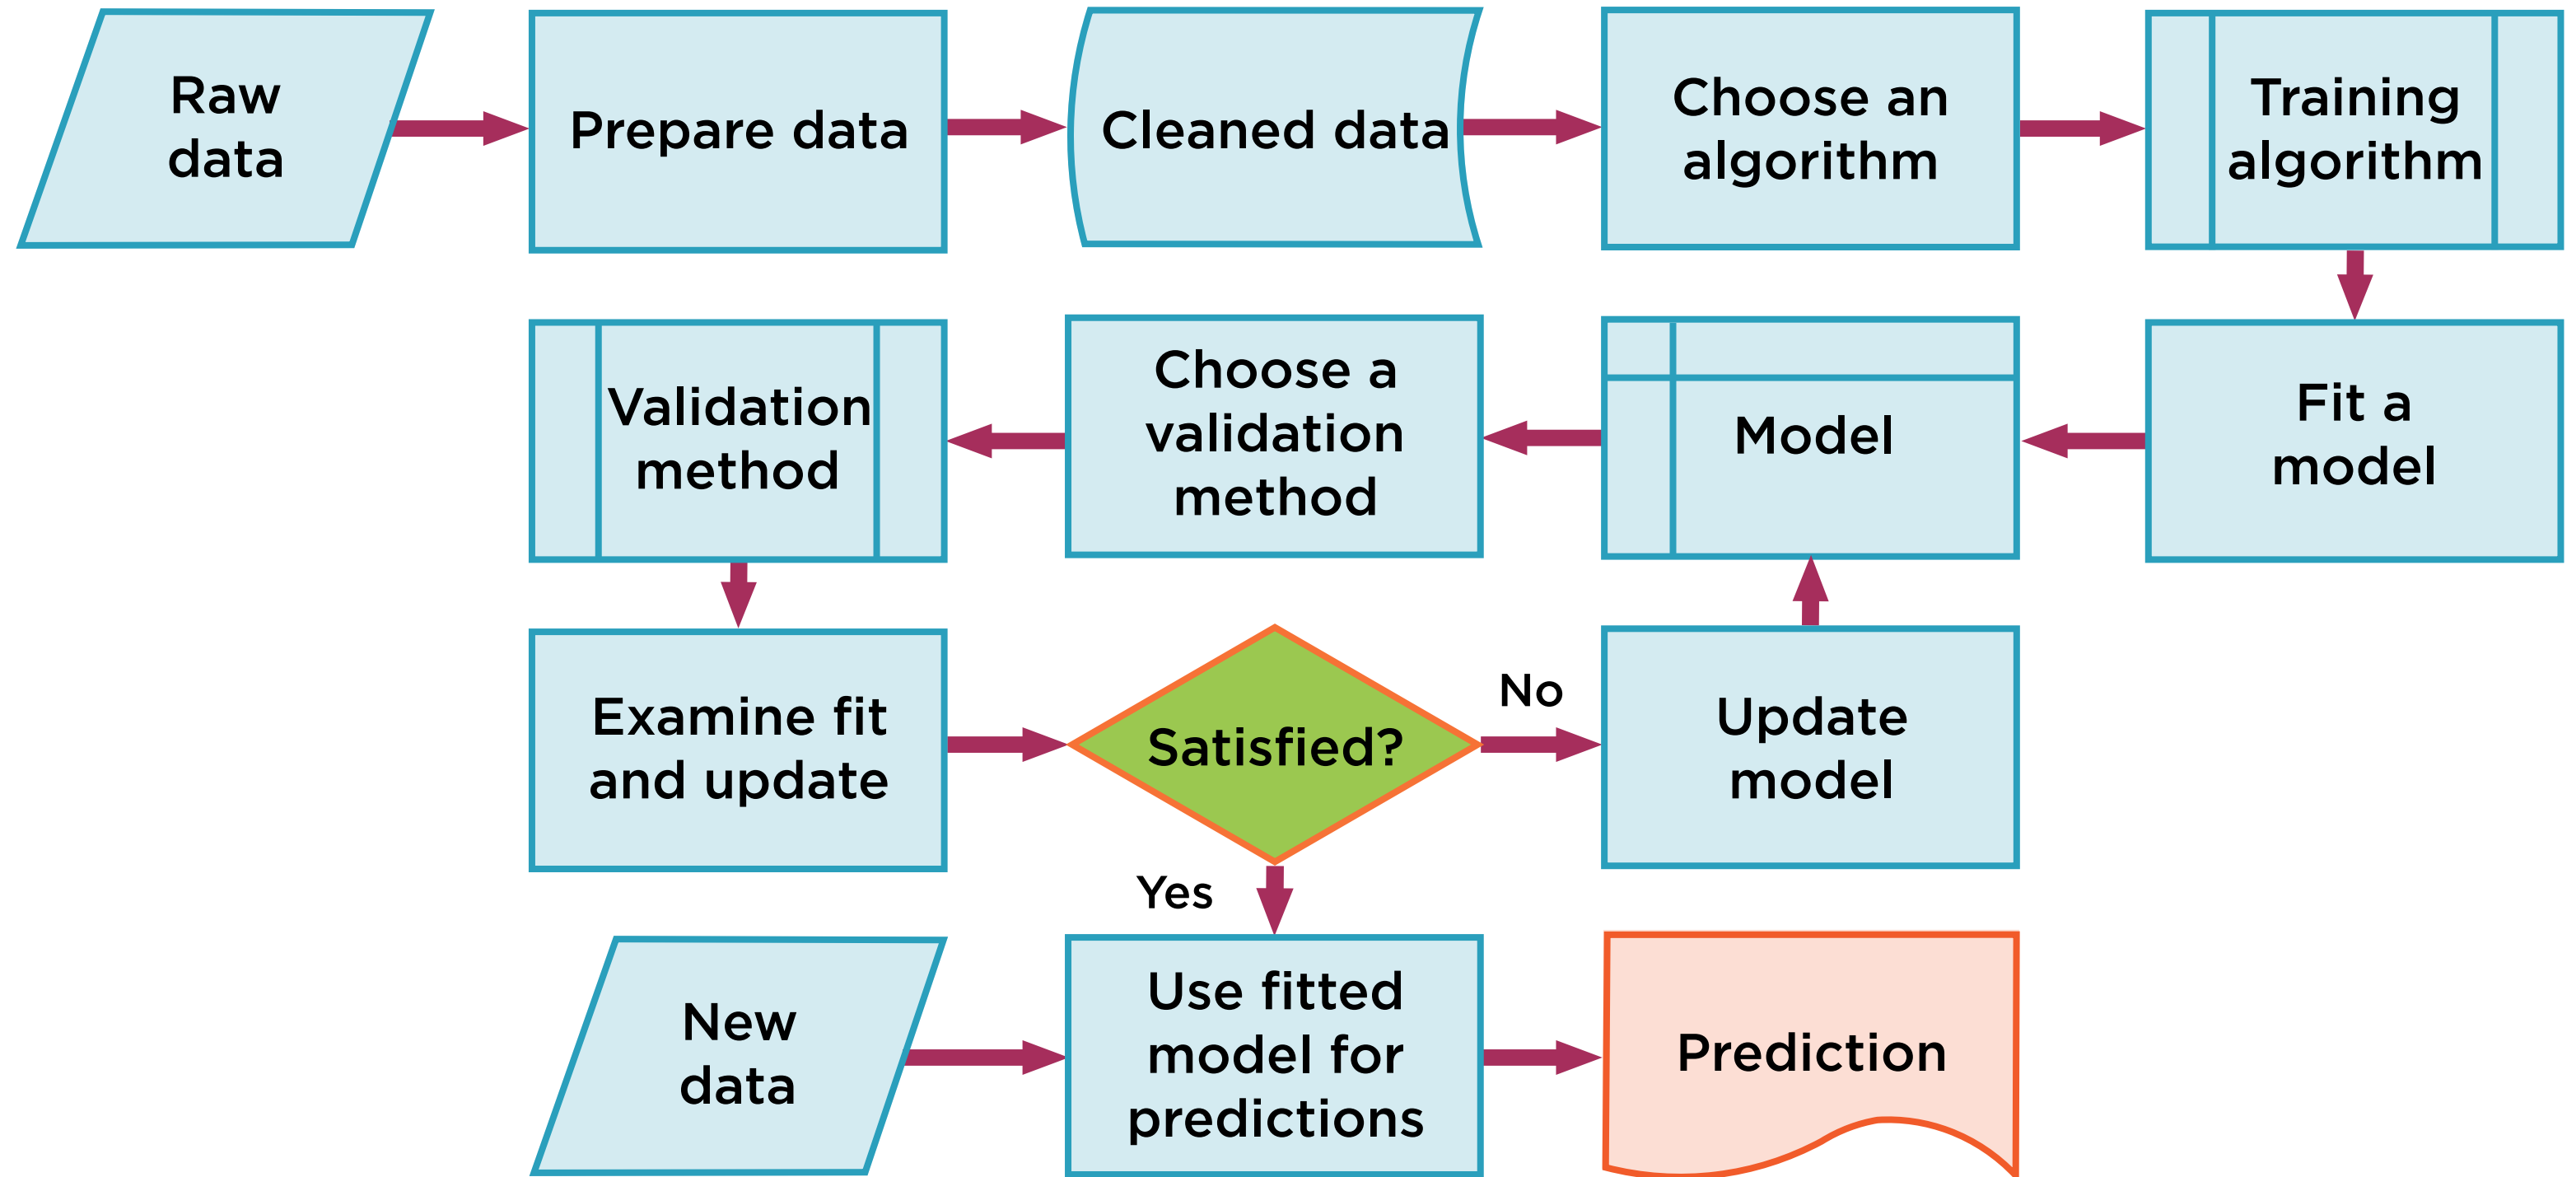 Raw
data
Prepare data
Cleaned data
Choose an
algorithm
Training
algorithm
Validation
method
Choose a
validation
method
Model
Fit a
model
Examine fit
and update
Satisfied?
No
Update
model
Yes
New
data
Use fitted
model for
predictions
Prediction